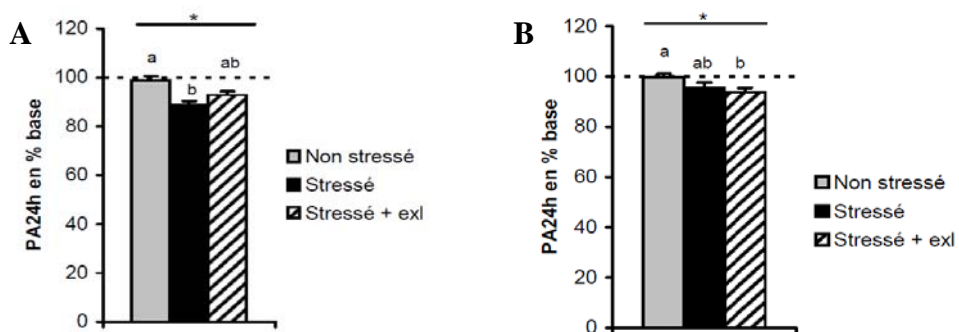 A
*
120
100
80
60
40
20
0
PA24h en % base
a
b
ab
Non stressé
Stressé
Stressé + exl
B
*
120
100
80
60
40
20
0
PA24h en % base
a
ab
b
Non stressé
Stressé
Stressé + exl